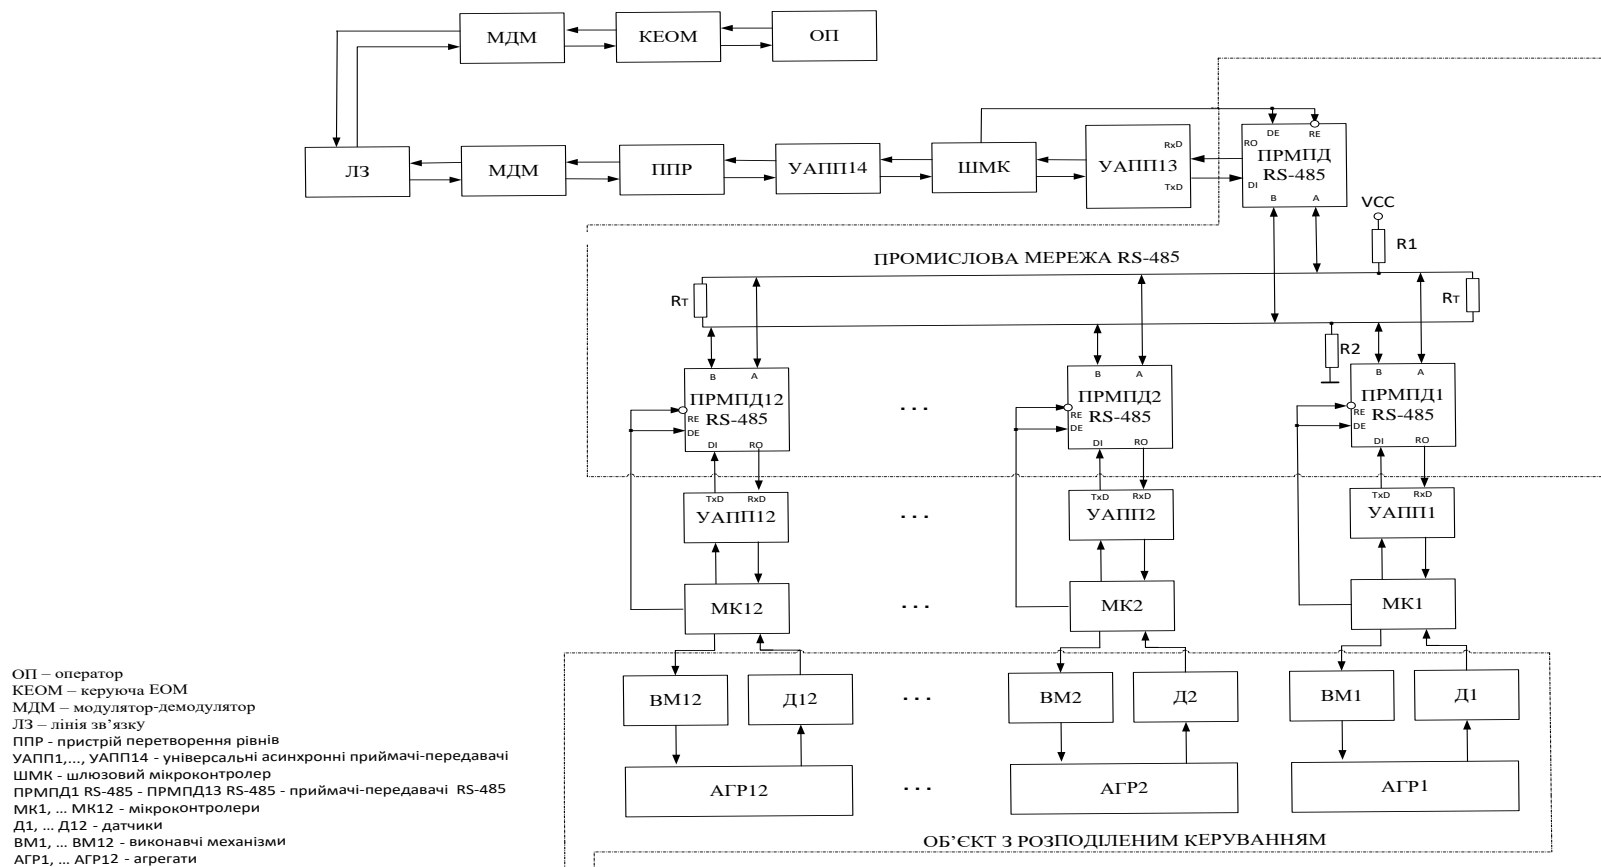 МДМ
КЕОМ
ОП
ЛЗ
МДМ
ППР
УАПП14
ШМК
RxD
УАПП13
TxD
DE
RE
RO
ПРМПД
RS-485
DI
B
A
VCC
R1
ПРОМИСЛОВА МЕРЕЖА RS-485
RT
RT
R2
B
A
ПРМПД12
RS-485
RE
DE
DI
RO
B
A
ПРМПД2
RS-485
RE
DE
DI
RO
B
A
ПРМПД1
RS-485
RE
DE
DI
RO
...
TxD
RxD
УАПП12
...
TxD
RxD
УАПП2
TxD
RxD
УАПП1
МК12
...
МК2
МК1
ВМ12
Д12
...
ВМ2
Д2
ВМ1
Д1
АГР12
...
АГР2
АГР1
ОБ'ЄКТ З РОЗПОДІЛЕНИМ КЕРУВАННЯМ
ОП – оператор
КЕОМ – керуюча ЕОМ
МДМ – модулятор-демодулятор
ЛЗ – лінія зв'язку
ППР - пристрій перетворення рівнів
УАПП1,..., УАПП14 - універсальні асинхронні приймачі-передавачі
ШМК - шлюзовий мікроконтролер
ПРМПД1 RS-485 - ПРМПД13 RS-485 - приймачі-передавачі RS-485
МК1, ... МК12 - мікроконтролери
Д1, ... Д12 - датчики
ВМ1, ... ВМ12 - виконавчі механізми
АГР1, ... АГР12 - агрегати